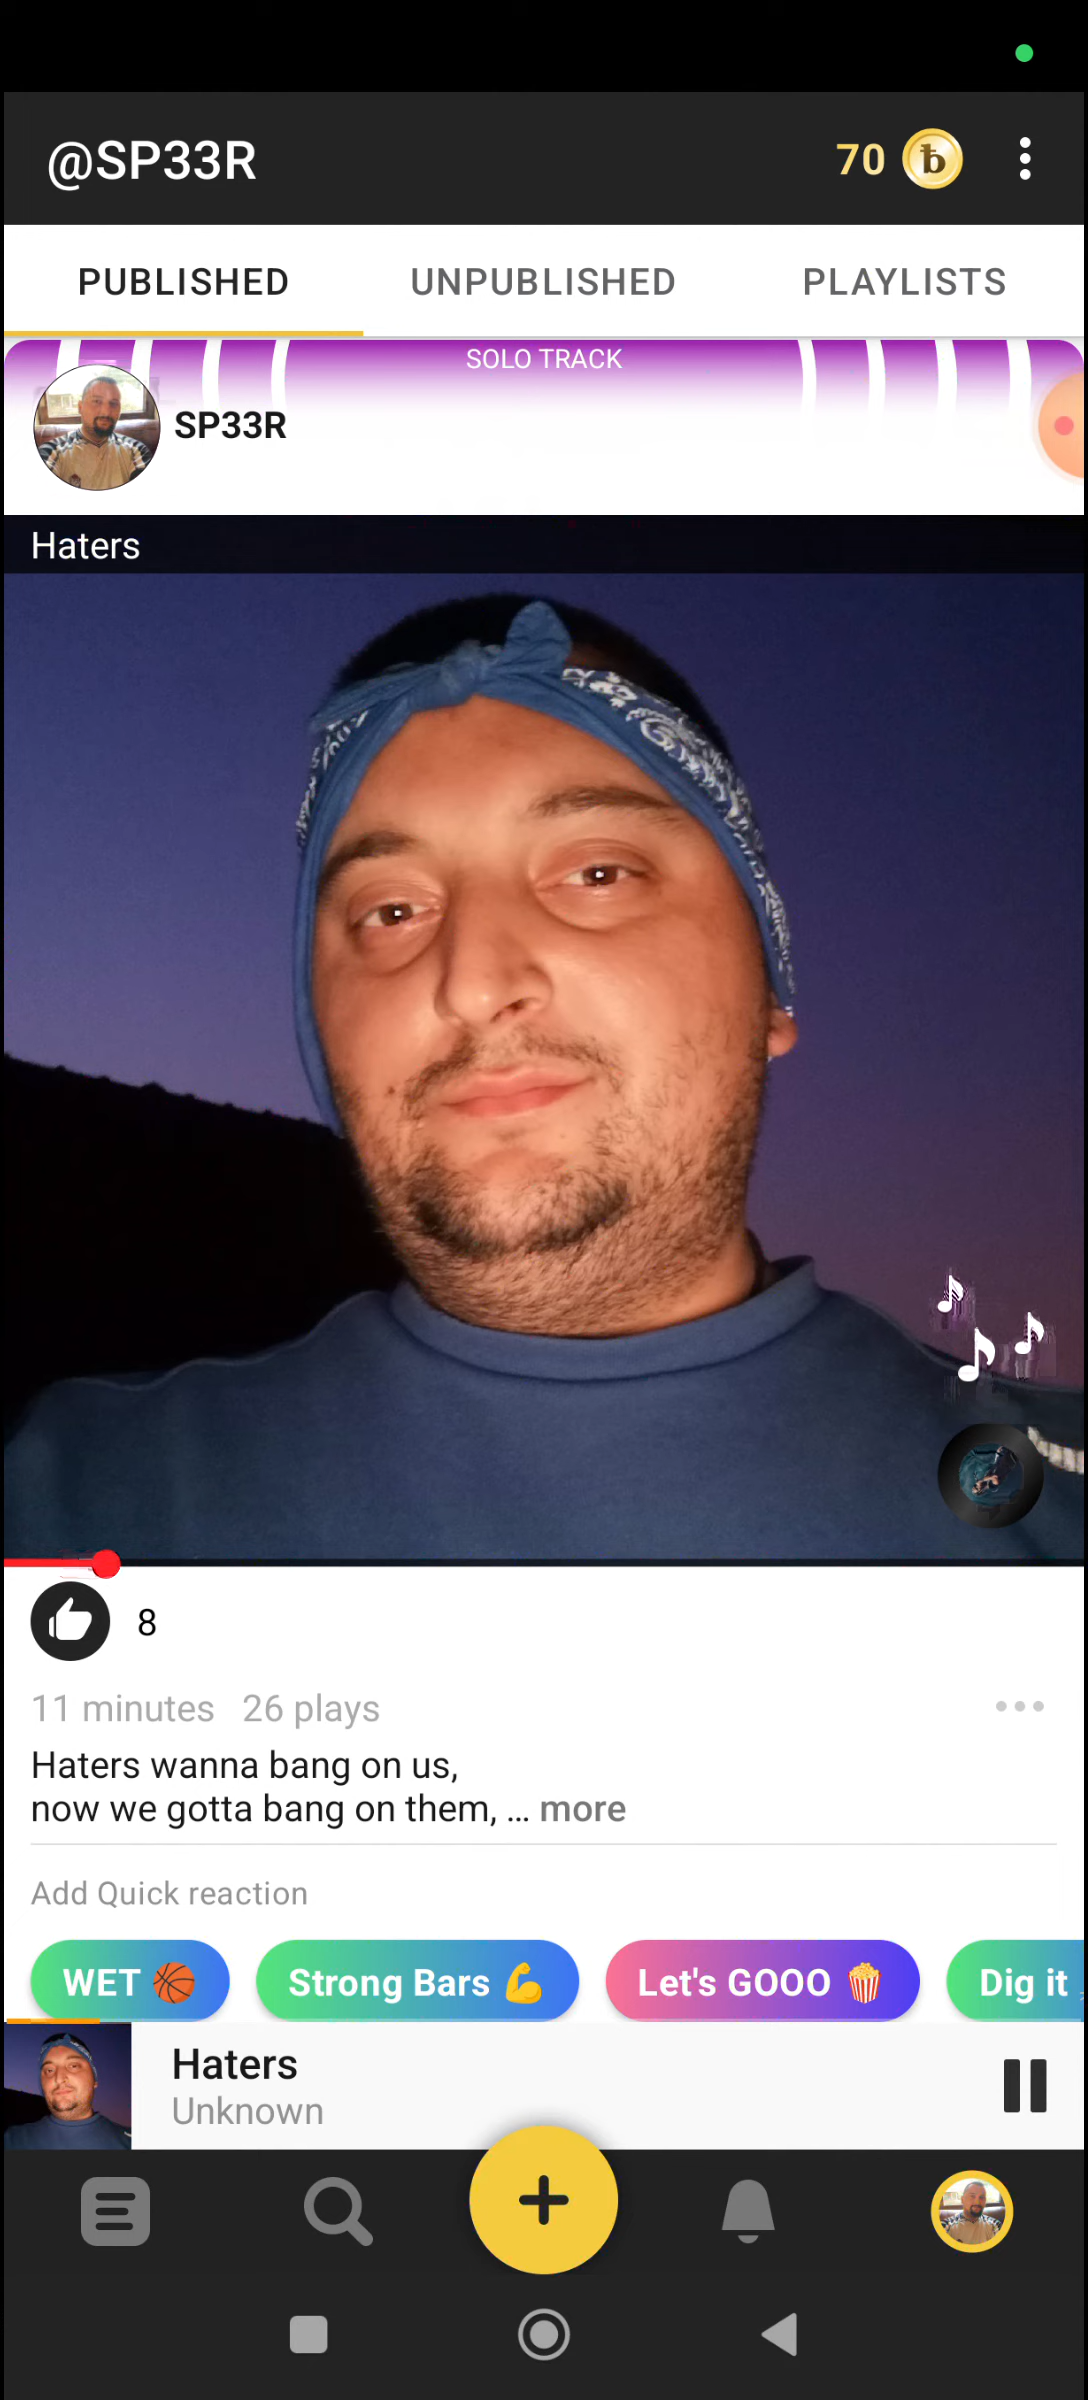 @SP33R
70
PUBLISHED UNPUBLISHED PLAYLISTS
SOLO TRACK
SP33R
Haters
8
11 minutes 26 plays
Haters wanna bang on us,
now we gotta bang on them, ... more
Add Quick reaction
WET 🏀 Strong Bars 💪 Let's GOOO 🍿 Dig it
Haters
Unknown